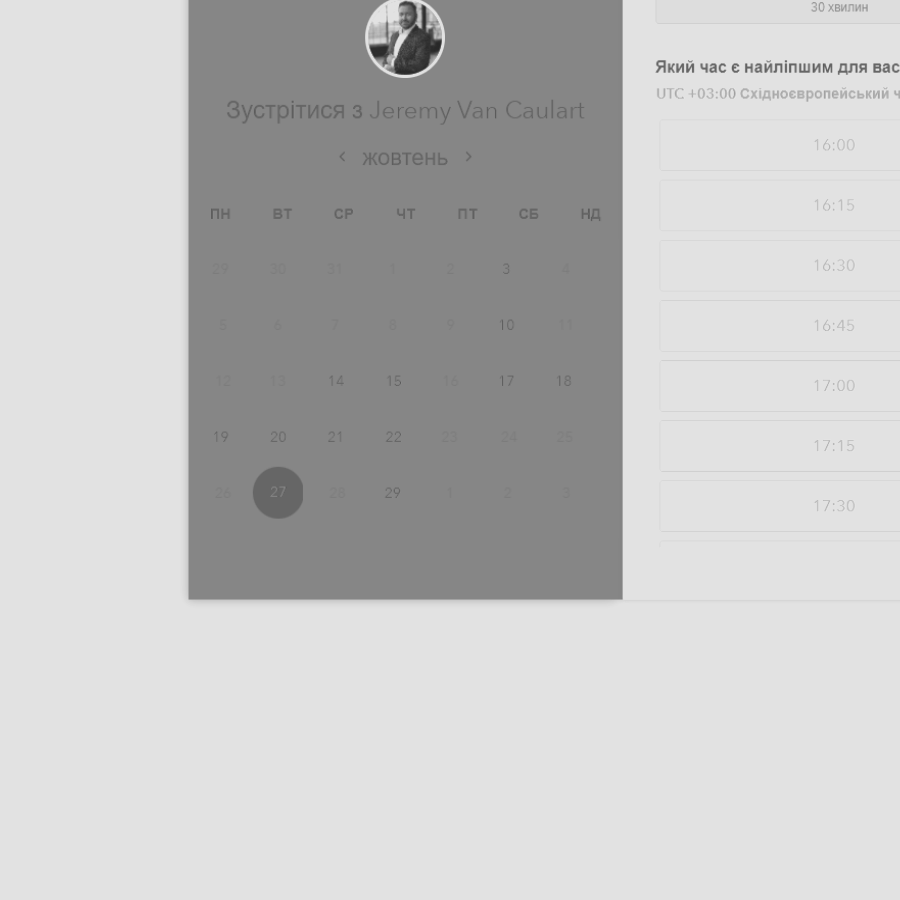 Зустрітися з Jeremy Van Caulart
‹ жовтень ›
ПН ВТ СР ЧТ ПТ СБ НД
29 30 31 1 2 3 4
5 6 7 8 9 10 11
12 13 14 15 16 17 18
19 20 21 22 23 24 25
26 27 28 29 1 2 3
30 хвилин
Який час є найліпшим для вас
UTC +03:00 Східноєвропейський ч
16:00
16:15
16:30
16:45
17:00
17:15
17:30